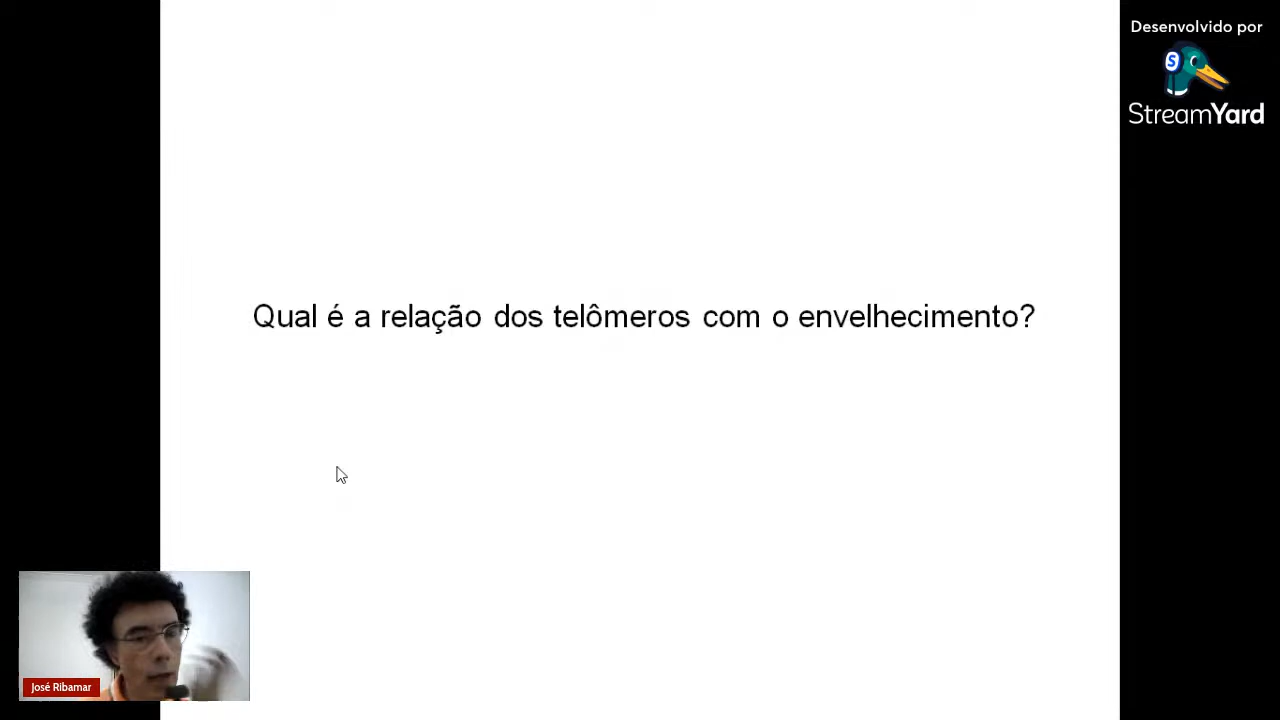 Desenvolvido por
S
StreamYard
Qual é a relação dos telômeros com o envelhecimento?
José Ribamar